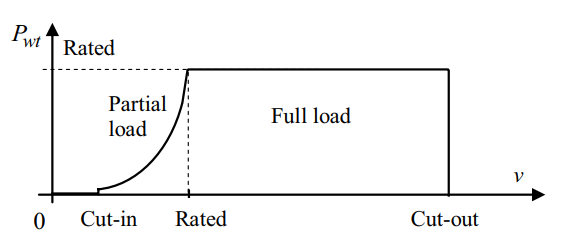 P_wt
Rated
Partial
load
Full load
v
0 Cut-in Rated Cut-out